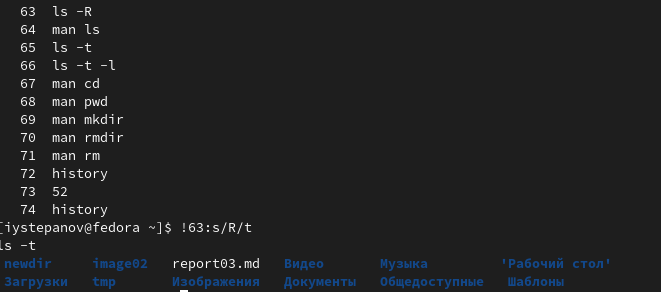 63 ls -R
64 man ls
65 ls -t
66 ls -t -l
67 man cd
68 man pwd
69 man mkdir
70 man rmdir
71 man rm
72 history
73 52
74 history
[iystepanov@fedora ~]$ !63:s/R/t
ls -t
newdir image02 report03.md Видео Музыка 'Рабочий стол'
Загрузки tmp Изображения Документы Общедоступные Шаблоны